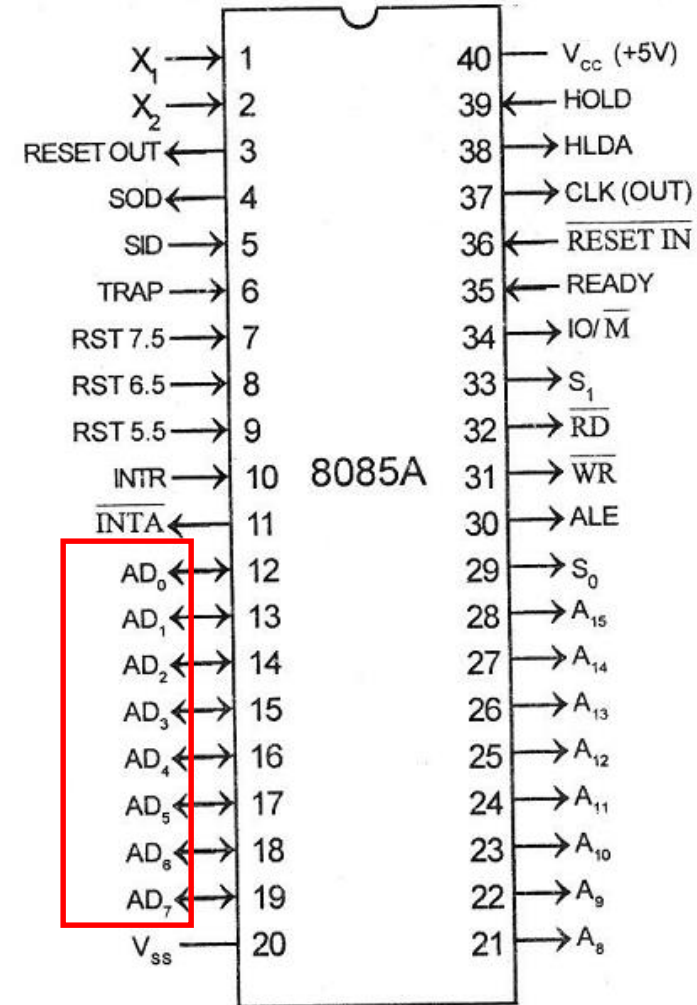 X₁ 1 40 Vcc (+5V)
X₂ 2 39 HOLD
RESET OUT 3 38 HLDA
SOD 4 37 CLK (OUT)
SID 5 36 RESET IN
TRAP 6 35 READY
RST 7.5 7 34 IO/M
RST 6.5 8 33 S₁
RST 5.5 9 32 RD
INTR 10 8085A 31 WR
INTA 11 30 ALE
AD₀ 12 29 S₀
AD₁ 13 28 A₁₅
AD₂ 14 27 A₁₄
AD₃ 15 26 A₁₃
AD₄ 16 25 A₁₂
AD₅ 17 24 A₁₁
AD₆ 18 23 A₁₀
AD₇ 19 22 A₉
Vss 20 21 A₈